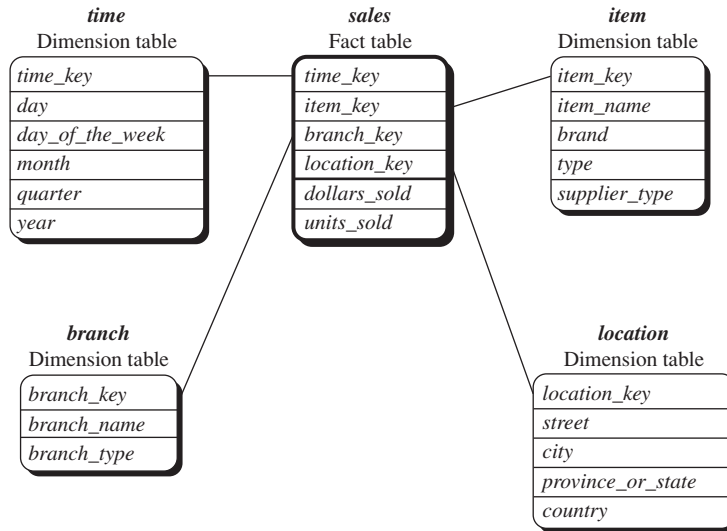 time
Dimension table
time_key
day
day_of_the_week
month
quarter
year
sales
Fact table
time_key
item_key
branch_key
location_key
dollars_sold
units_sold
item
Dimension table
item_key
item_name
brand
type
supplier_type
branch
Dimension table
branch_key
branch_name
branch_type
location
Dimension table
location_key
street
city
province_or_state
country